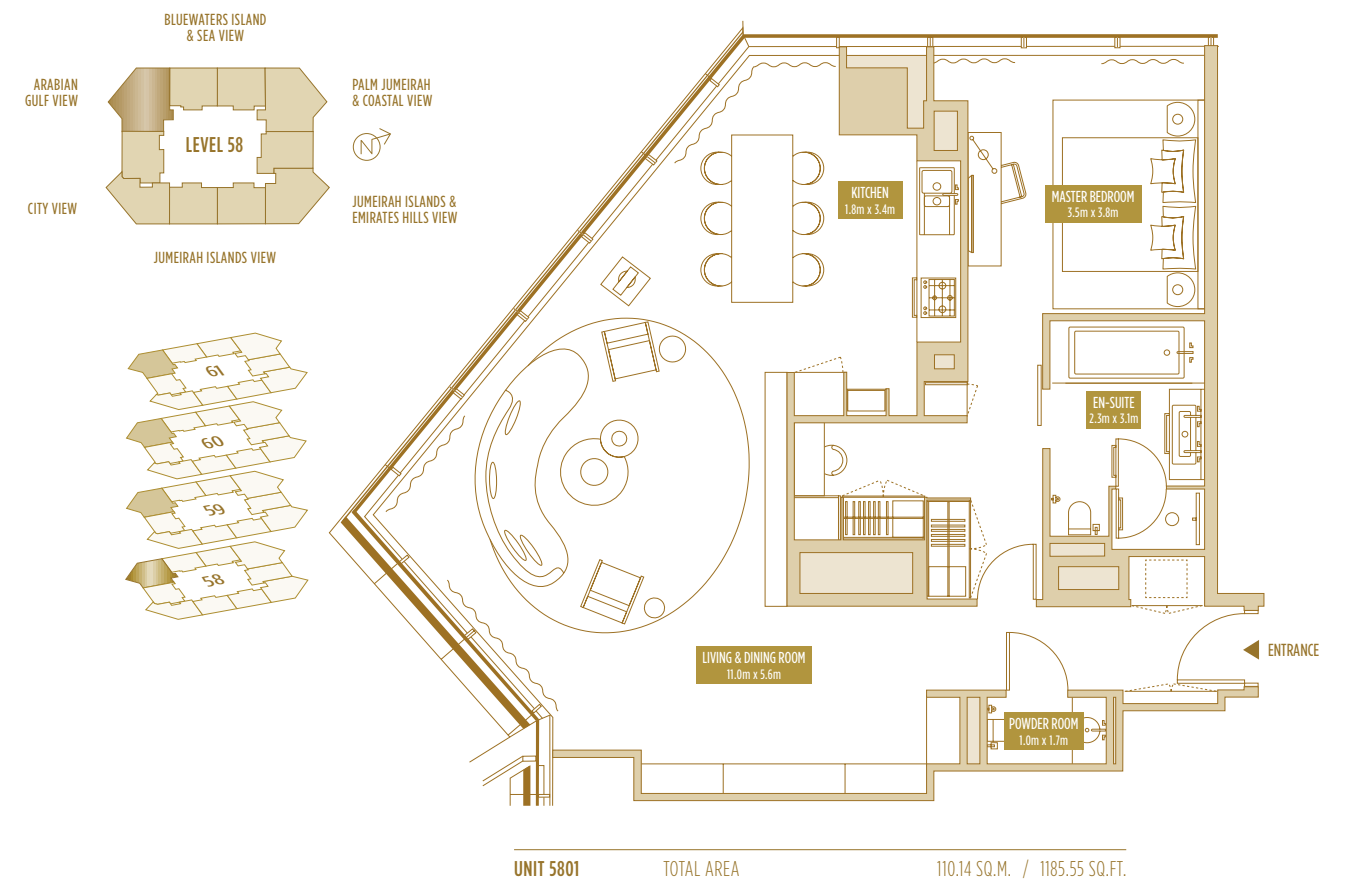 BLUEWATERS ISLAND
& SEA VIEW
ARABIAN
GULF VIEW
PALM JUMEIRAH
& COASTAL VIEW
LEVEL 58
N
CITY VIEW
JUMEIRAH ISLANDS &
EMIRATES HILLS VIEW
JUMEIRAH ISLANDS VIEW
61
60
59
58
KITCHEN
1.8m x 3.4m
MASTER BEDROOM
3.5m x 3.8m
EN-SUITE
2.3m x 3.1m
LIVING & DINING ROOM
11.0m x 5.6m
ENTRANCE
POWDER ROOM
1.0m x 1.7m
UNIT 5801 TOTAL AREA 110.14 SQ.M. / 1185.55 SQ.FT.